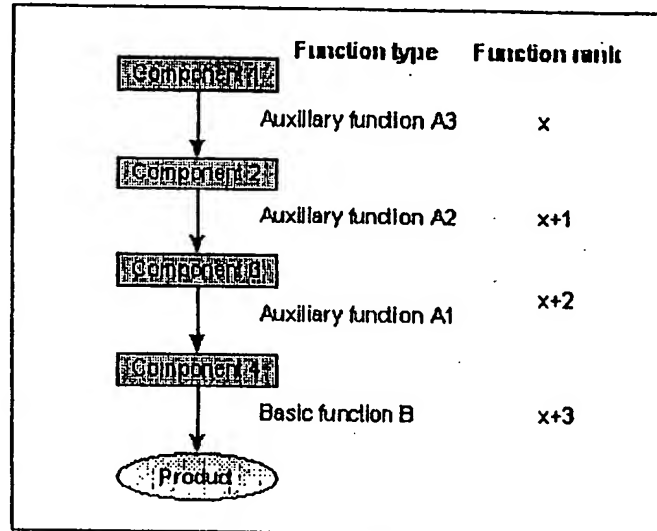 Function type Function rank
Component 1
Auxiliary function A3 x
Component 2
Auxiliary function A2 x+1
Component 3
Auxiliary function A1 x+2
Component 4
Basic function B x+3
Product